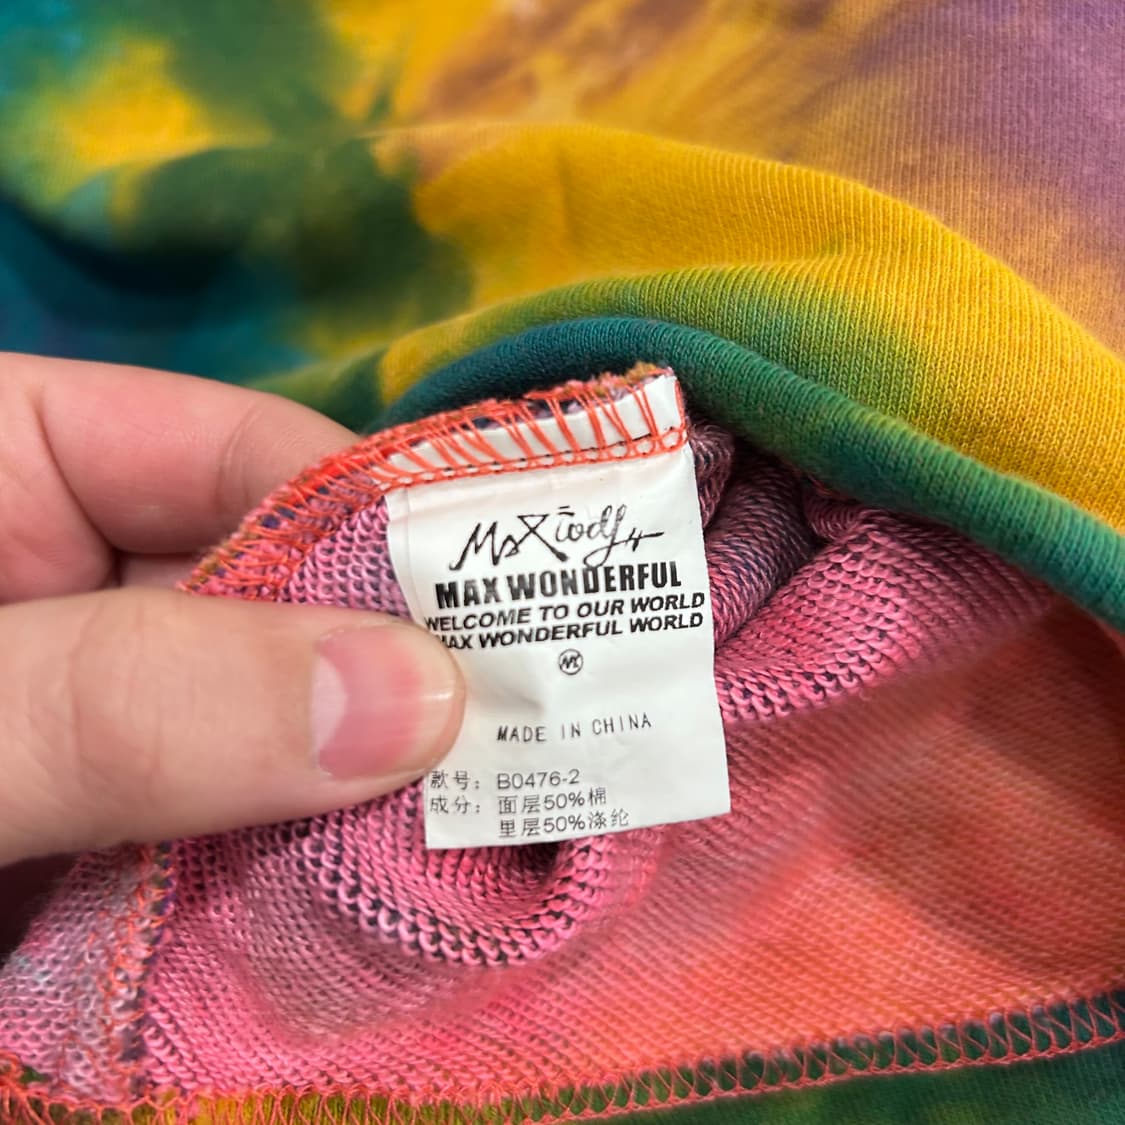 MAX WONDERFUL
WELCOME TO OUR WORLD
MAX WONDERFUL WORLD
MADE IN CHINA
款号: B0476-2
成分: 面层50%棉
里层50%涤纶